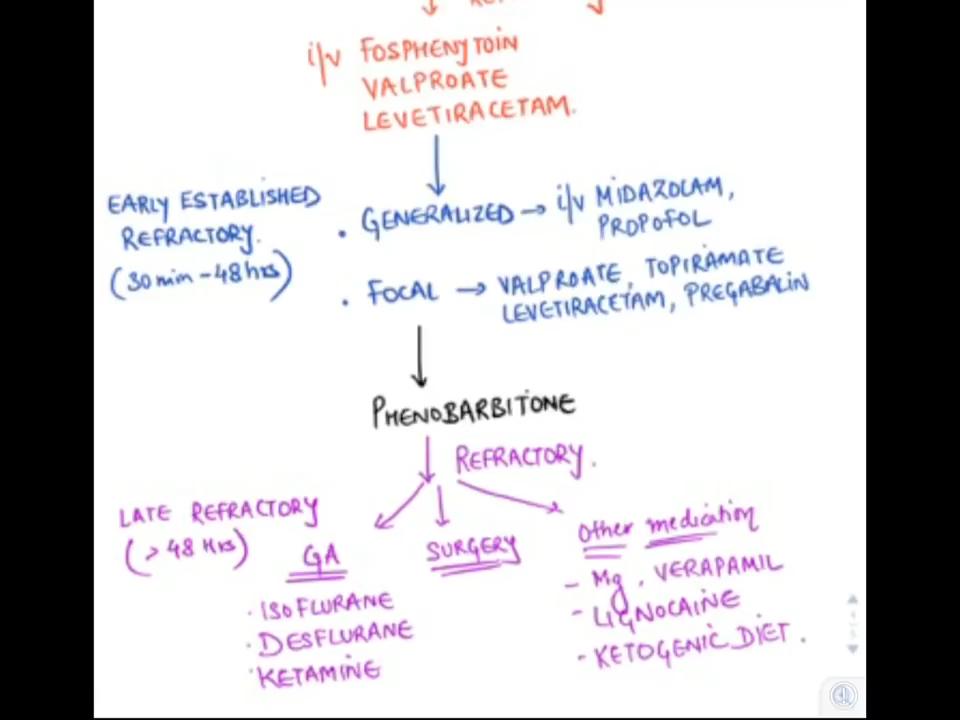 i/v FOSPHENYTOIN
VALPROATE
LEVETIRACETAM.
EARLY ESTABLISHED
REFRACTORY.
(30 min - 48 hrs)
. GENERALIZED → i/v MIDAZOLAM,
PROPOFOL
. FOCAL → VALPROATE, TOPIRAMATE
LEVETIRACETAM, PREGABALIN
PHENOBARBITONE
REFRACTORY.
LATE REFRACTORY
(> 48 Hrs)
GA
· ISOFLURANE
· DESFLURANE
· KETAMINE
SURGERY
Other medication
- Mg, VERAPAMIL
- LIGNOCAINE
- KETOGENIC DIET.